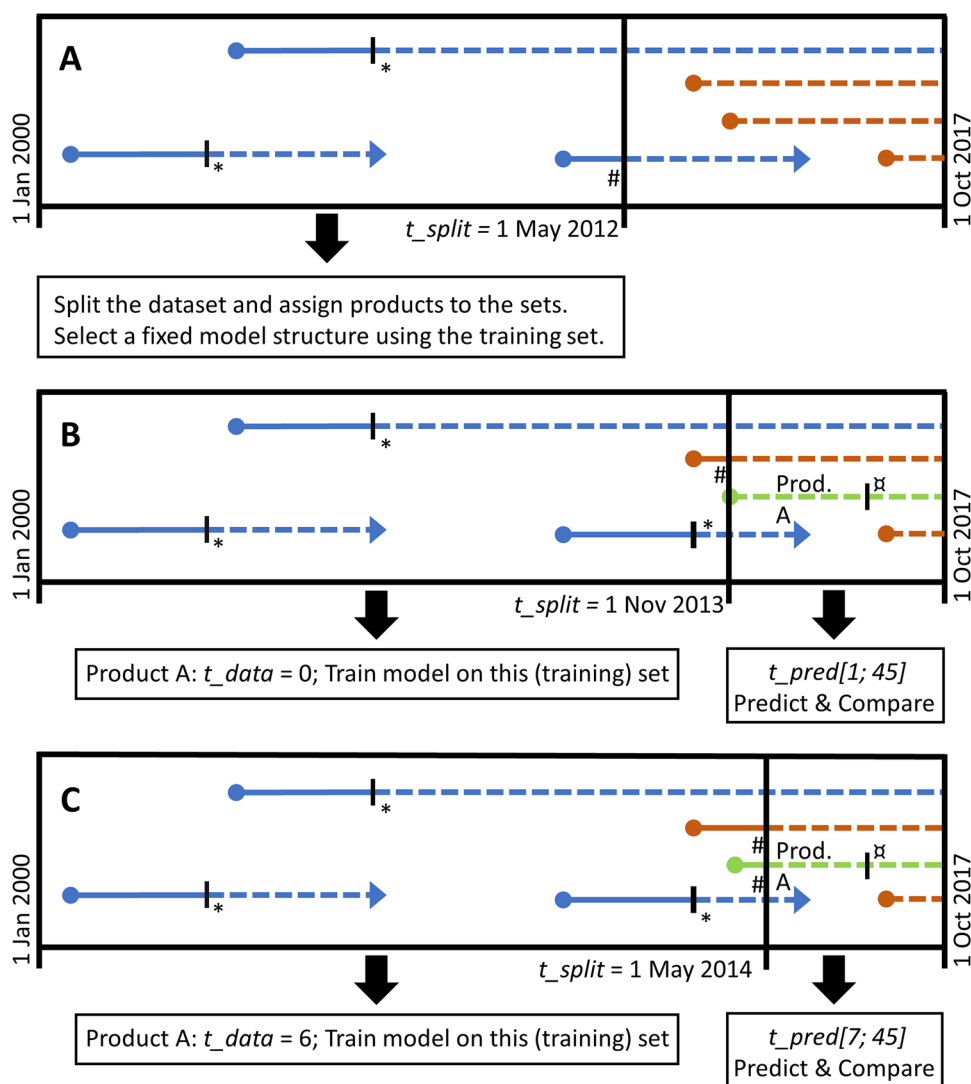 A
1 Jan 2000
*
*
#
1 Oct 2017
t_split = 1 May 2012
Split the dataset and assign products to the sets.
Select a fixed model structure using the training set.
B
1 Jan 2000
*
#
Prod.
¤
A
*
*
1 Oct 2017
t_split = 1 Nov 2013
Product A: t_data = 0; Train model on this (training) set
t_pred[1; 45]
Predict & Compare
C
1 Jan 2000
*
#
Prod.
¤
#
A
*
*
1 Oct 2017
t_split = 1 May 2014
Product A: t_data = 6; Train model on this (training) set
t_pred[7; 45]
Predict & Compare